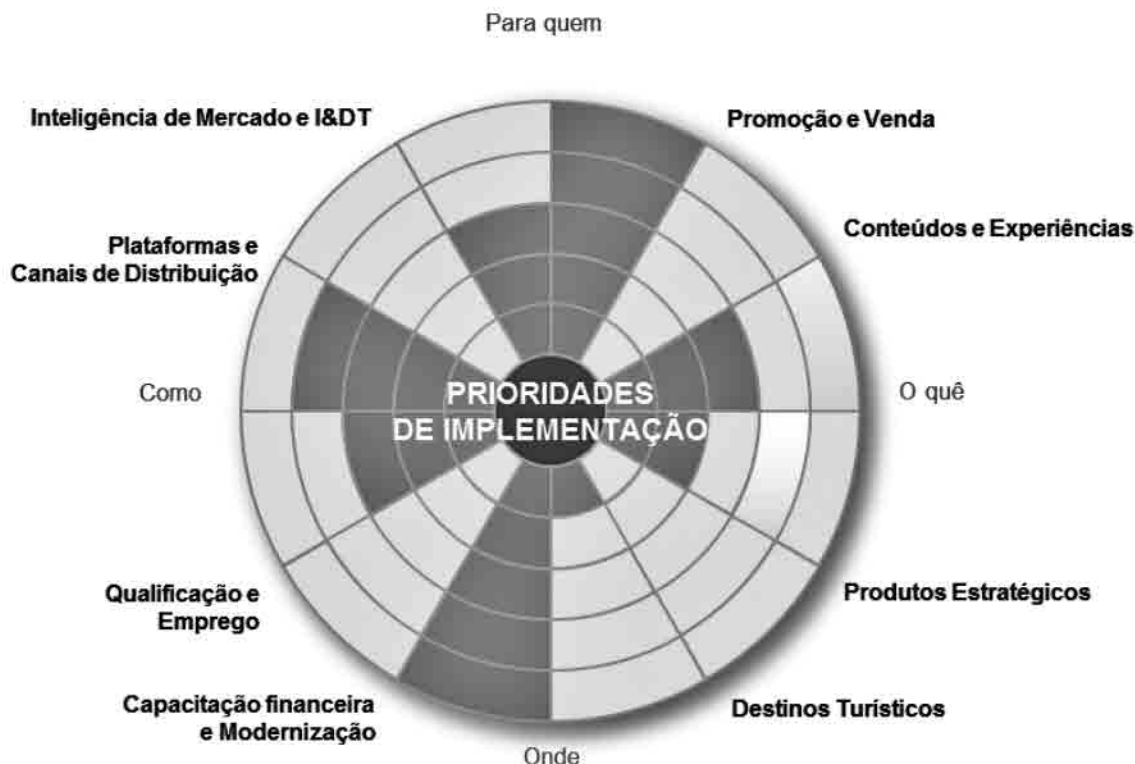 Para quem
Inteligência de Mercado e I&DT
Promoção e Venda
Plataformas e
Canais de Distribuição
Conteúdos e Experiências
Como
PRIORIDADES
DE IMPLEMENTAÇÃO
O quê
Qualificação e
Emprego
Produtos Estratégicos
Capacitação financeira
e Modernização
Destinos Turísticos
Onde